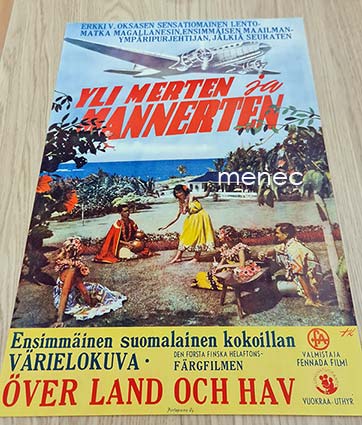 ERKKI V. OKSASEN SENSATIOMAINEN LENTO-
MATKA MAGALLANESIN, ENSIMMÄISEN MAAILMAN-
YMPÄRIPURJEHTIJAN, JÄLKIÄ SEURATEN
YLI MERTEN ja
MANNERTEN
menec
Ensimmäinen suomalainen kokoillan
VÄRIELOKUVA •
DEN FÖRSTA FINSKA HELAFTONS-
FÄRGFILMEN
ÖVER LAND OCH HAV
VALMISTAJA
FENNADA FILMI
VUOKRAA-UTHYR